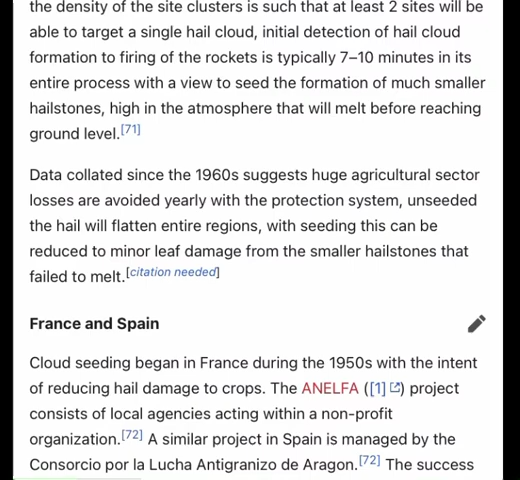 the density of the site clusters is such that at least 2 sites will be
able to target a single hail cloud, initial detection of hail cloud
formation to firing of the rockets is typically 7–10 minutes in its
entire process with a view to seed the formation of much smaller
hailstones, high in the atmosphere that will melt before reaching
ground level.[71]
Data collated since the 1960s suggests huge agricultural sector
losses are avoided yearly with the protection system, unseeded
the hail will flatten entire regions, with seeding this can be
reduced to minor leaf damage from the smaller hailstones that
failed to melt.[citation needed]
France and Spain
Cloud seeding began in France during the 1950s with the intent
of reducing hail damage to crops. The ANELFA ([1]) project
consists of local agencies acting within a non-profit
organization.[72] A similar project in Spain is managed by the
Consorcio por la Lucha Antigranizo de Aragon.[72] The success